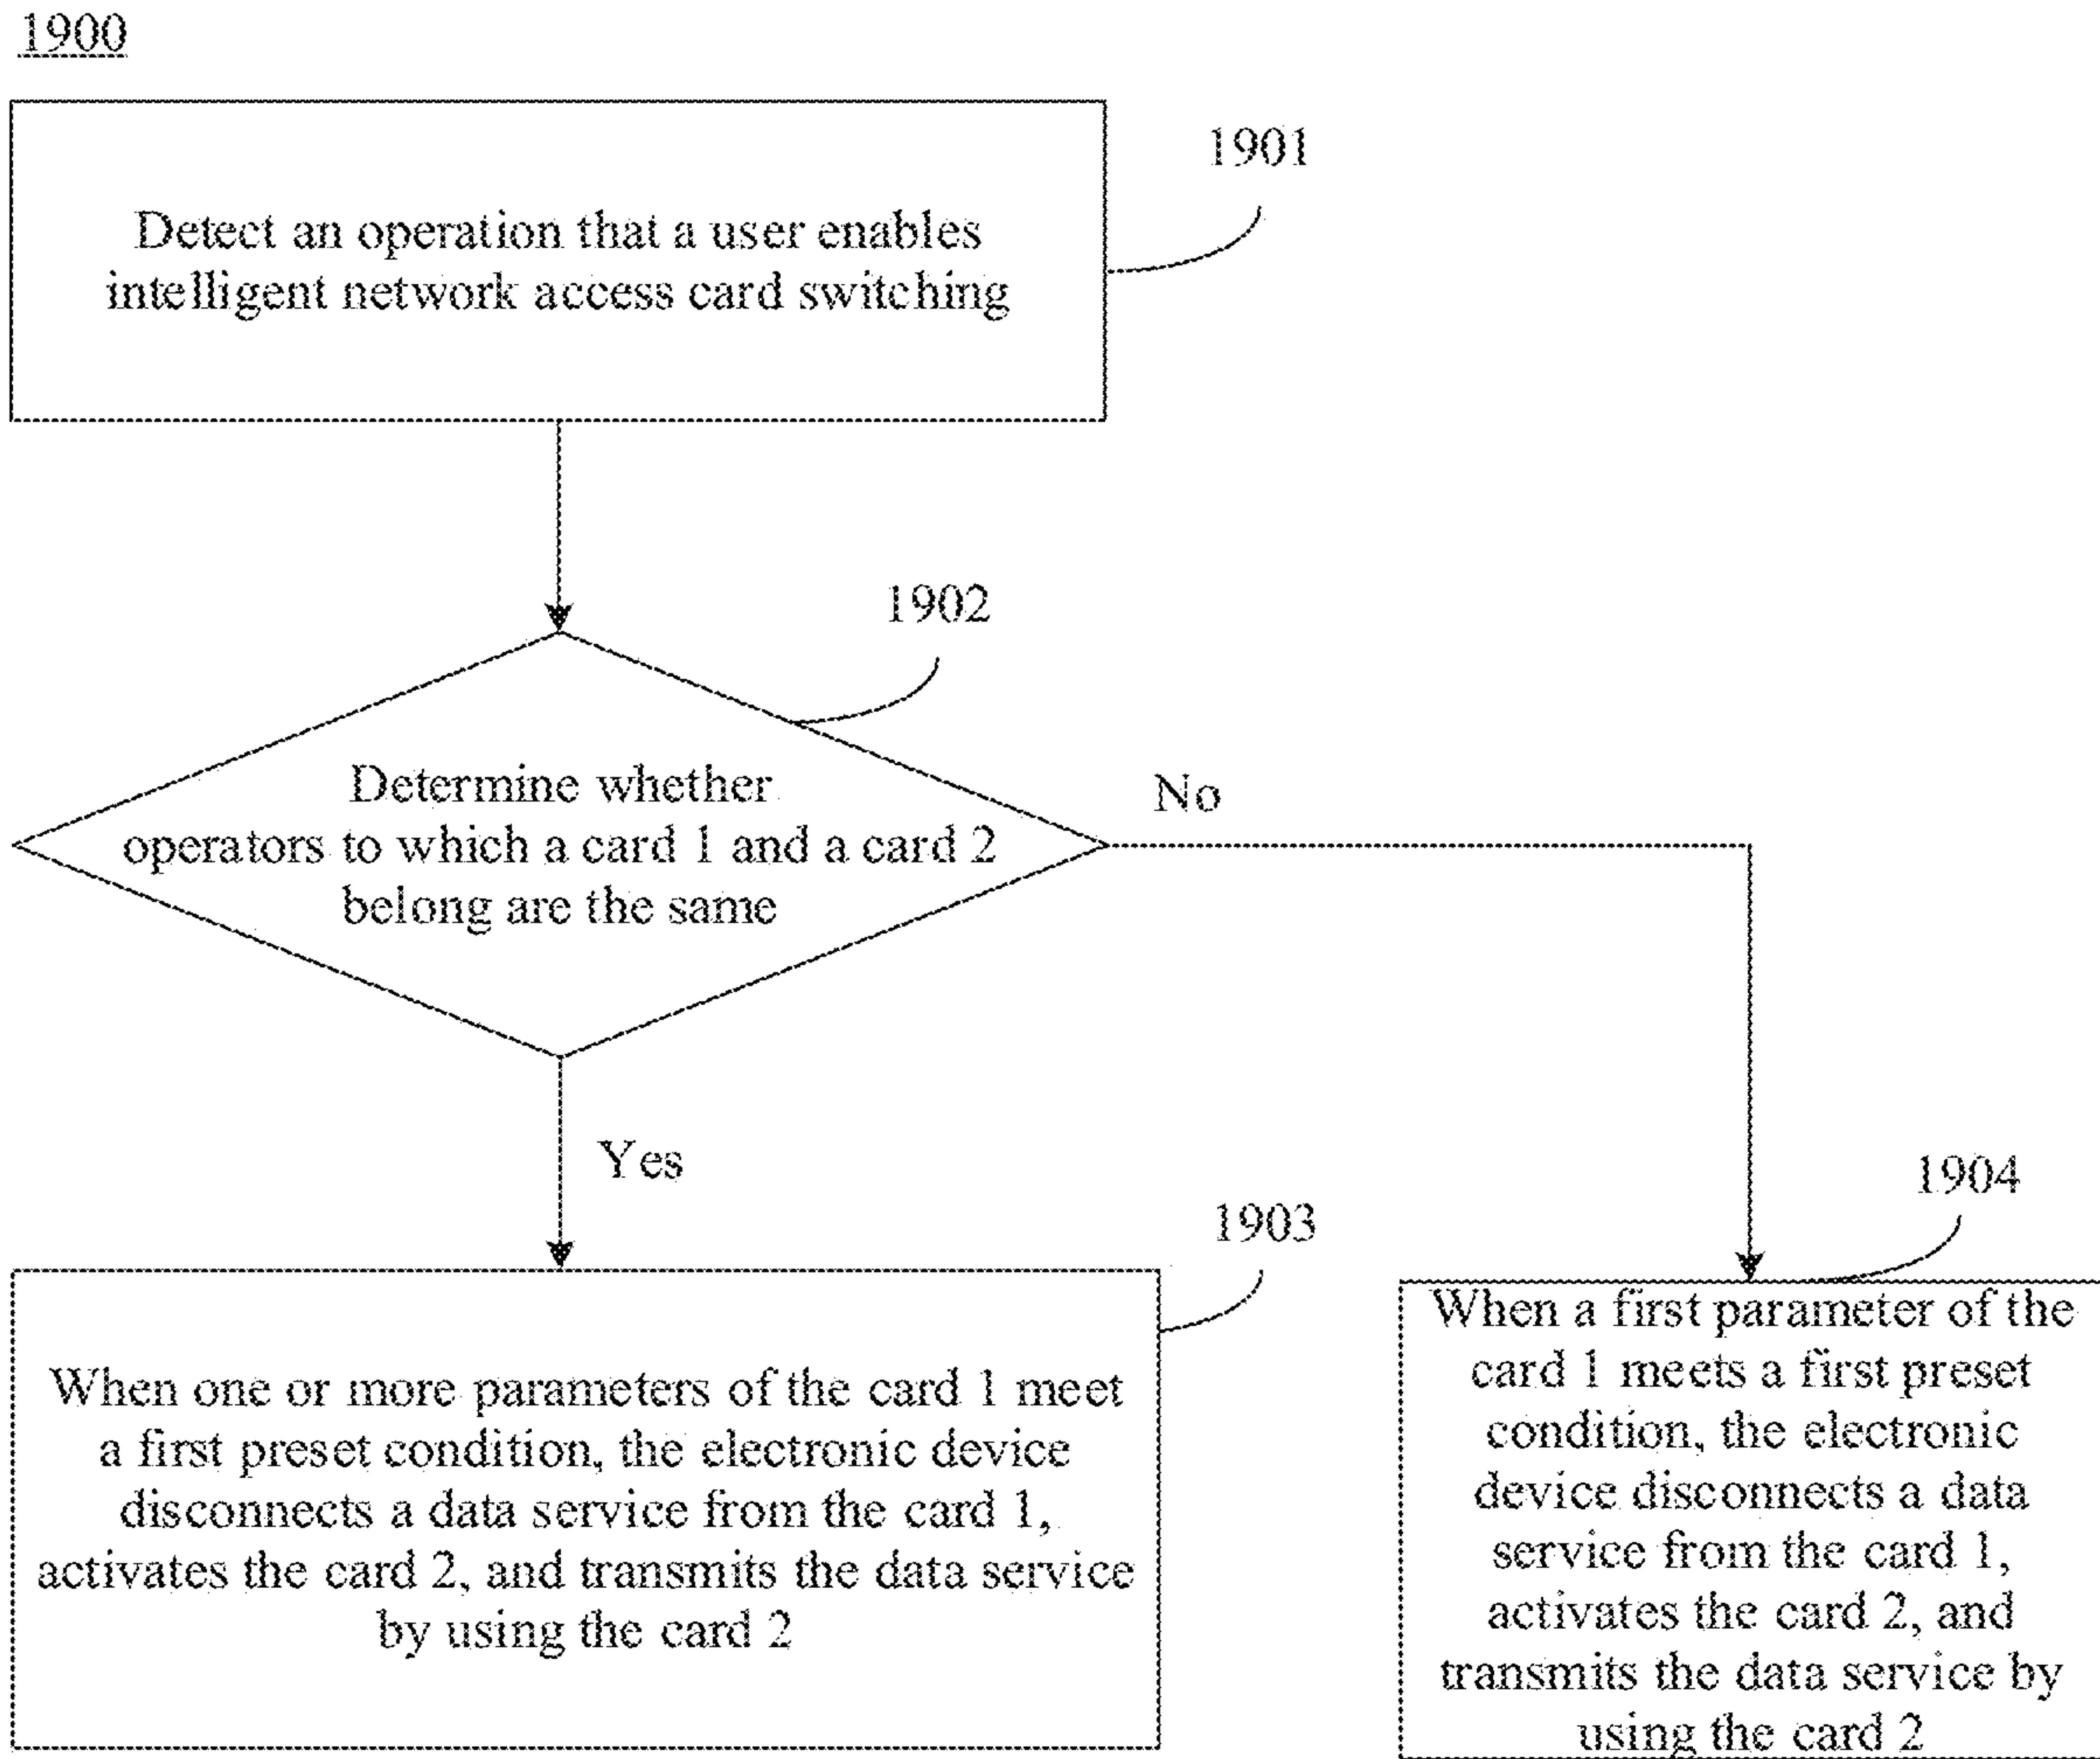 1900
1901
Detect an operation that a user enables
intelligent network access card switching
1902
Determine whether
operators to which a card 1 and a card 2
belong are the same
No
Yes
1903
When one or more parameters of the card 1 meet
a first preset condition, the electronic device
disconnects a data service from the card 1,
activates the card 2, and transmits the data service
by using the card 2
1904
When a first parameter of the
card 1 meets a first preset
condition, the electronic
device disconnects a data
service from the card 1,
activates the card 2, and
transmits the data service by
using the card 2